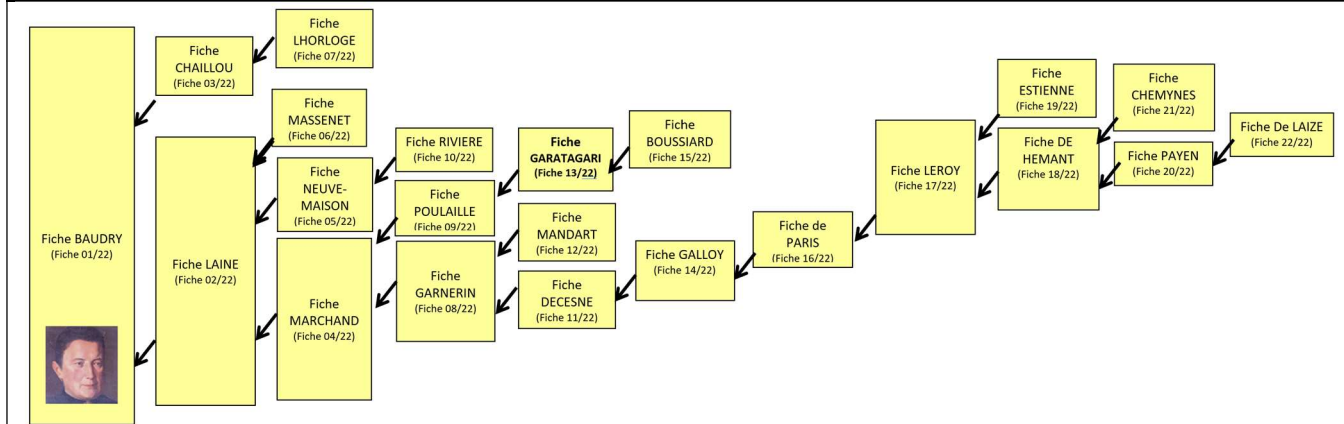 Fiche BAUDRY
(Fiche 01/22)
Fiche
CHAILLOU
(Fiche 03/22)
Fiche LAINE
(Fiche 02/22)
Fiche
LHORLOGE
(Fiche 07/22)
Fiche
MASSENET
(Fiche 06/22)
Fiche
NEUVE-
MAISON
(Fiche 05/22)
Fiche
MARCHAND
(Fiche 04/22)
Fiche RIVIERE
(Fiche 10/22)
Fiche
POULAILLE
(Fiche 09/22)
Fiche
GARNERIN
(Fiche 08/22)
Fiche
GARATAGARI
(Fiche 13/22)
Fiche
MANDART
(Fiche 12/22)
Fiche
DECESNE
(Fiche 11/22)
Fiche
BOUSSIARD
(Fiche 15/22)
Fiche GALLOY
(Fiche 14/22)
Fiche de
PARIS
(Fiche 16/22)
Fiche LEROY
(Fiche 17/22)
Fiche
ESTIENNE
(Fiche 19/22)
Fiche DE
HEMANT
(Fiche 18/22)
Fiche
CHEMYNES
(Fiche 21/22)
Fiche PAYEN
(Fiche 20/22)
Fiche De LAIZE
(Fiche 22/22)